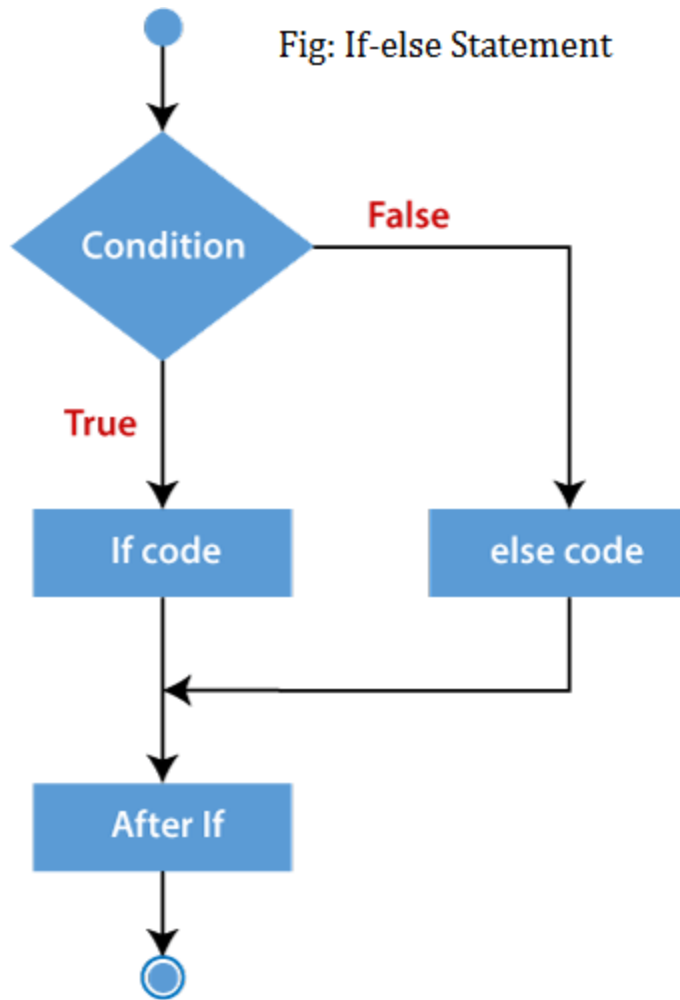 Fig: If-else Statement
False
Condition
True
If code
else code
After If